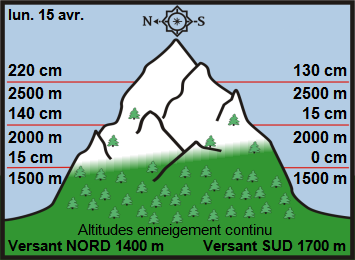 lun. 15 avr.
N S
220 cm 130 cm
2500 m 2500 m
140 cm 15 cm
2000 m 2000 m
15 cm 0 cm
1500 m 1500 m
Altitudes enneigement continu
Versant NORD 1400 m Versant SUD 1700 m